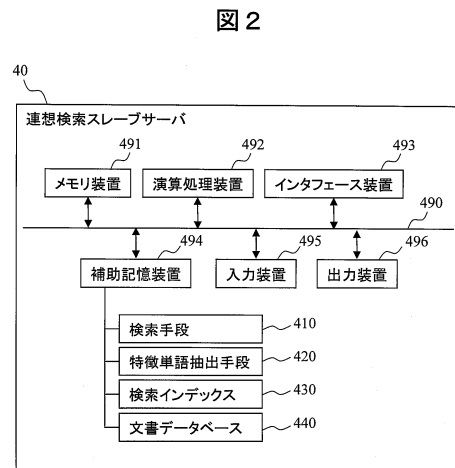 図2
40
連想検索スレーブサーバ
491 492 493
メモリ装置 演算処理装置 インタフェース装置
490
494 495 496
補助記憶装置 入力装置 出力装置
検索手段 410
特徴単語抽出手段 420
検索インデックス 430
文書データベース 440